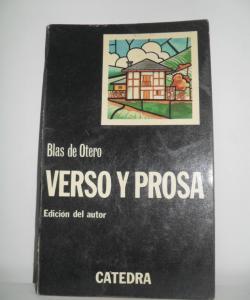 Blas de Otero
VERSO Y PROSA
Edición del autor
CATEDRA